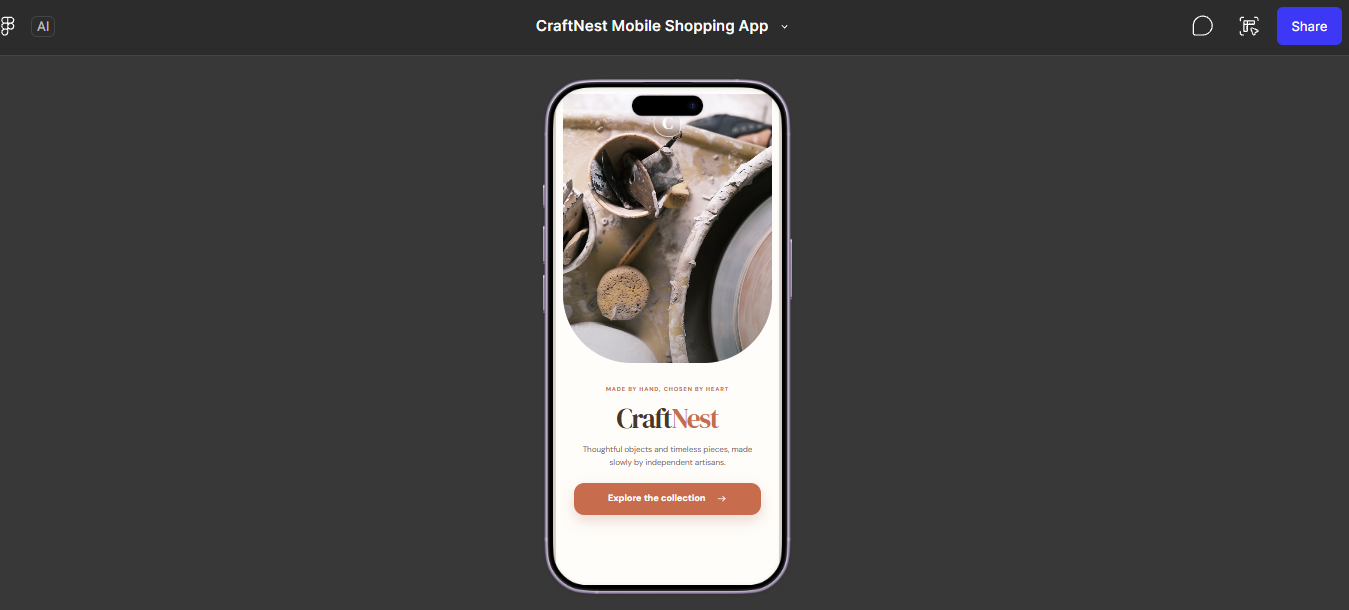 AI
CraftNest Mobile Shopping App
Share
C
MADE BY HAND, CHOSEN BY HEART
CraftNest
Thoughtful objects and timeless pieces, made
slowly by independent artisans.
Explore the collection →